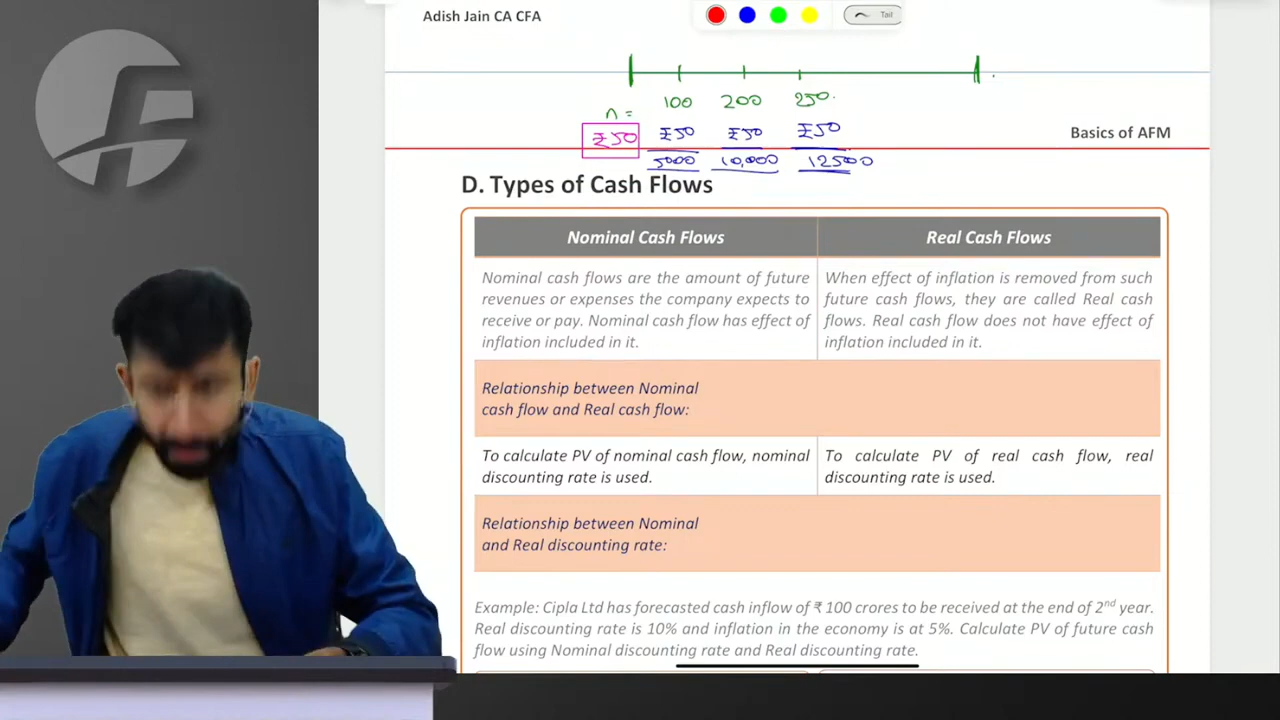 Adish Jain CA CFA
Tail
n =
100 200 250
₹50 ₹50 ₹50 ₹50
5000 10,000 12500
Basics of AFM
D. Types of Cash Flows
Nominal Cash Flows
Real Cash Flows
Nominal cash flows are the amount of future
revenues or expenses the company expects to
receive or pay. Nominal cash flow has effect of
inflation included in it.
When effect of inflation is removed from such
future cash flows, they are called Real cash
flows. Real cash flow does not have effect of
inflation included in it.
Relationship between Nominal
cash flow and Real cash flow:
To calculate PV of nominal cash flow, nominal
discounting rate is used.
To calculate PV of real cash flow, real
discounting rate is used.
Relationship between Nominal
and Real discounting rate:
Example: Cipla Ltd has forecasted cash inflow of ₹ 100 crores to be received at the end of 2nd year.
Real discounting rate is 10% and inflation in the economy is at 5%. Calculate PV of future cash
flow using Nominal discounting rate and Real discounting rate.